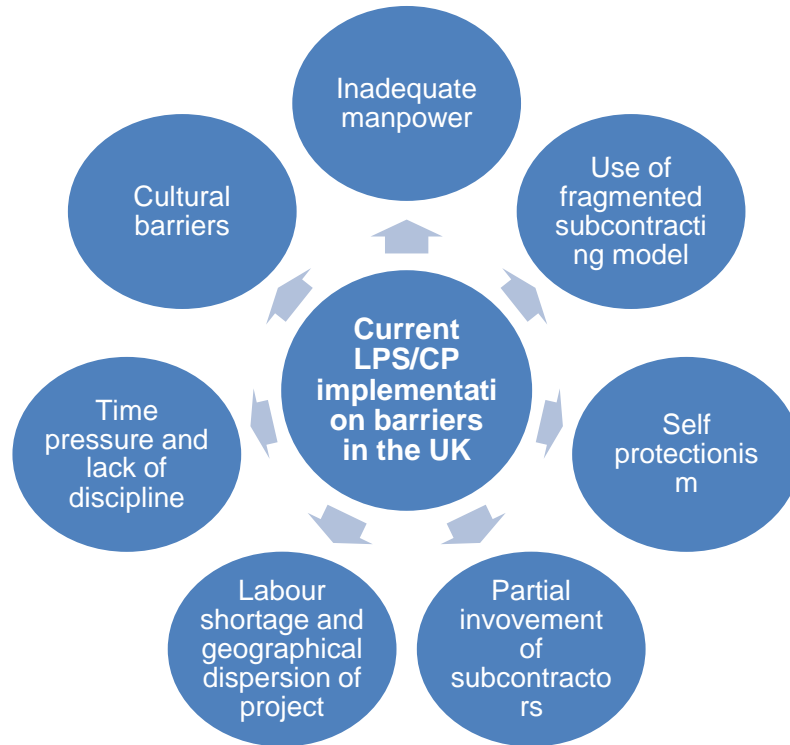 Inadequate
manpower
Use of
fragmented
subcontracti
ng model
Self
protectionis
m
Partial
invovement
of
subcontracto
rs
Labour
shortage and
geographical
dispersion of
project
Time
pressure and
lack of
discipline
Cultural
barriers
Current
LPS/CP
implementati
on barriers
in the UK